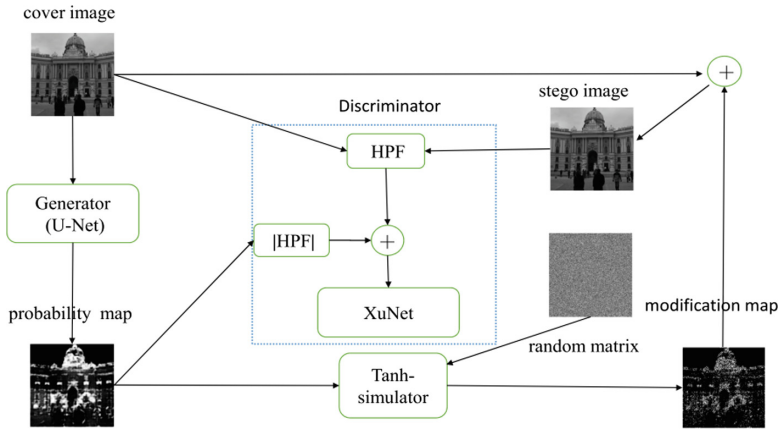 cover image
Discriminator
stego image
HPF
Generator
(U-Net)
|HPF|
+
+
XuNet
probability map
modification map
random matrix
Tanh-
simulator